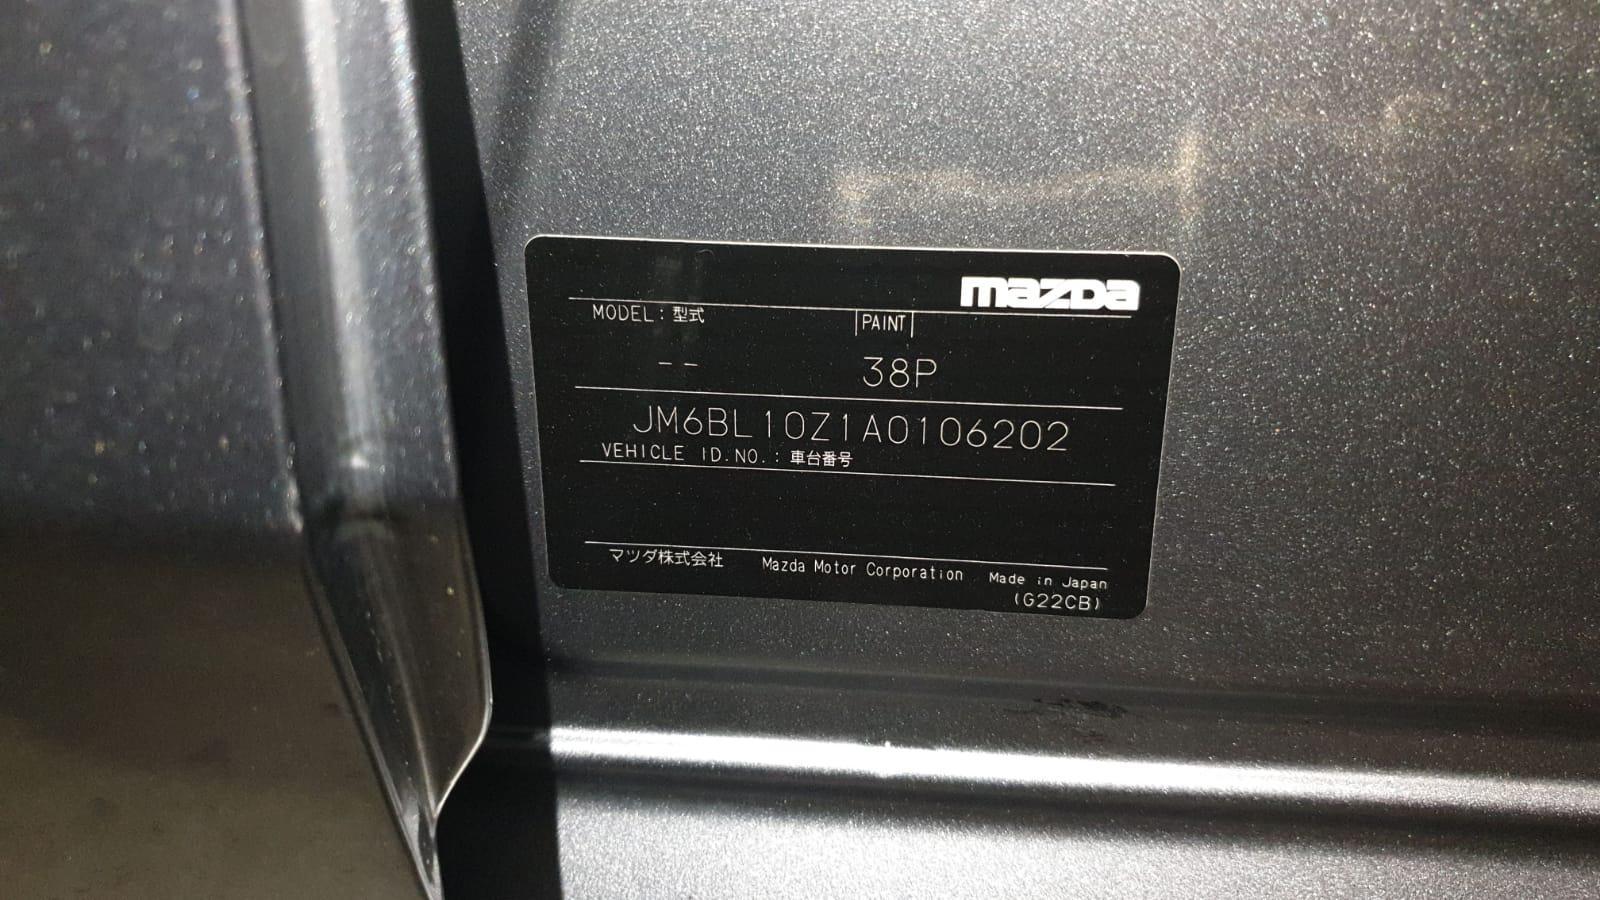 mazda
MODEL：型式 PAINT
-- 38P
JM6BL10Z1A0106202
VEHICLE ID.NO.：車台番号
マツダ株式会社 Mazda Motor Corporation Made in Japan
(G22CB)